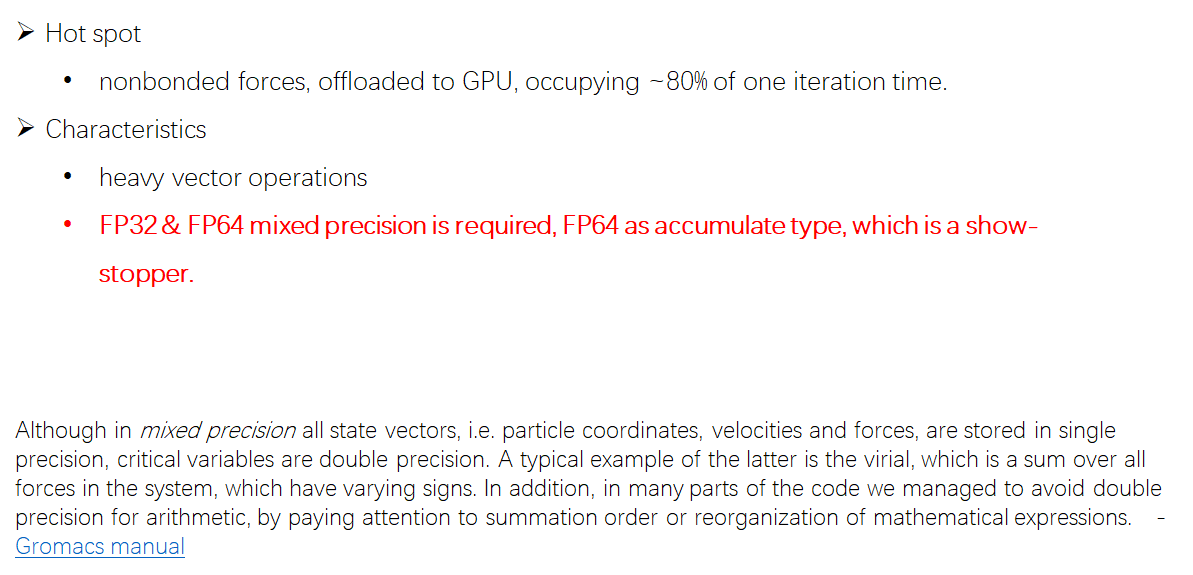 ➤ Hot spot
• nonbonded forces, offloaded to GPU, occupying ~80% of one iteration time.
➤ Characteristics
• heavy vector operations
• FP32 & FP64 mixed precision is required, FP64 as accumulate type, which is a show-
stopper.
Although in mixed precision all state vectors, i.e. particle coordinates, velocities and forces, are stored in single
precision, critical variables are double precision. A typical example of the latter is the virial, which is a sum over all
forces in the system, which have varying signs. In addition, in many parts of the code we managed to avoid double
precision for arithmetic, by paying attention to summation order or reorganization of mathematical expressions. -
Gromacs manual